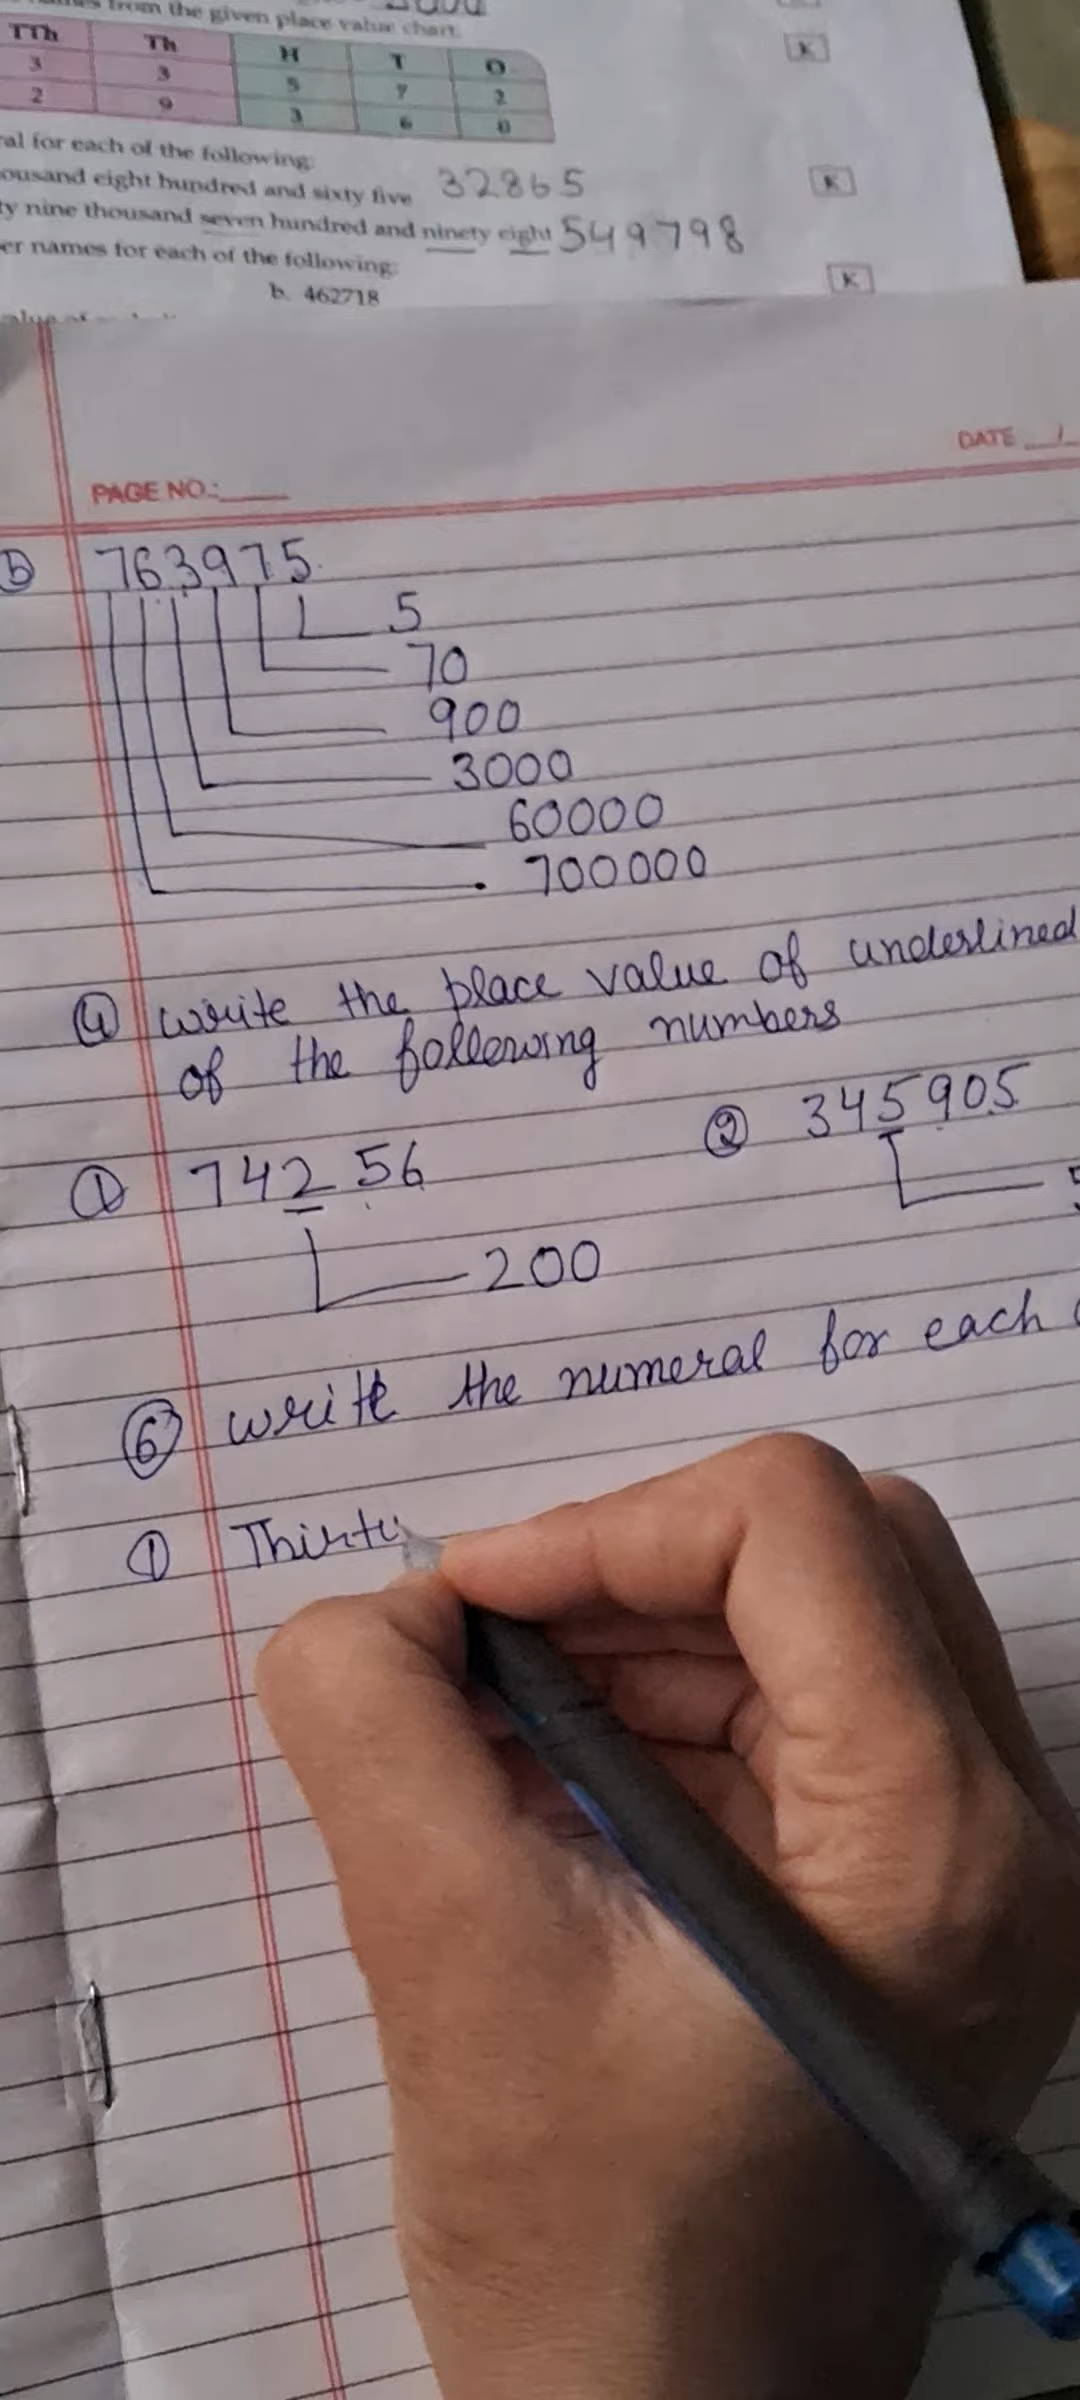 from the given place value chart.
TTh Th H T O
3 3 5 7 2
2 9 3 6 0
K
al for each of the following:
ousand eight hundred and sixty five 32865
K
ty nine thousand seven hundred and ninety eight 549798
er names for each of the following:
K
b. 462718
DATE
PAGE NO.:
b 763975
5
70
900
3000
60000
700000
4 write the place value of underlined
of the following numbers
1 74256 2 345905
200
6 write the numeral for each
1 Thirty